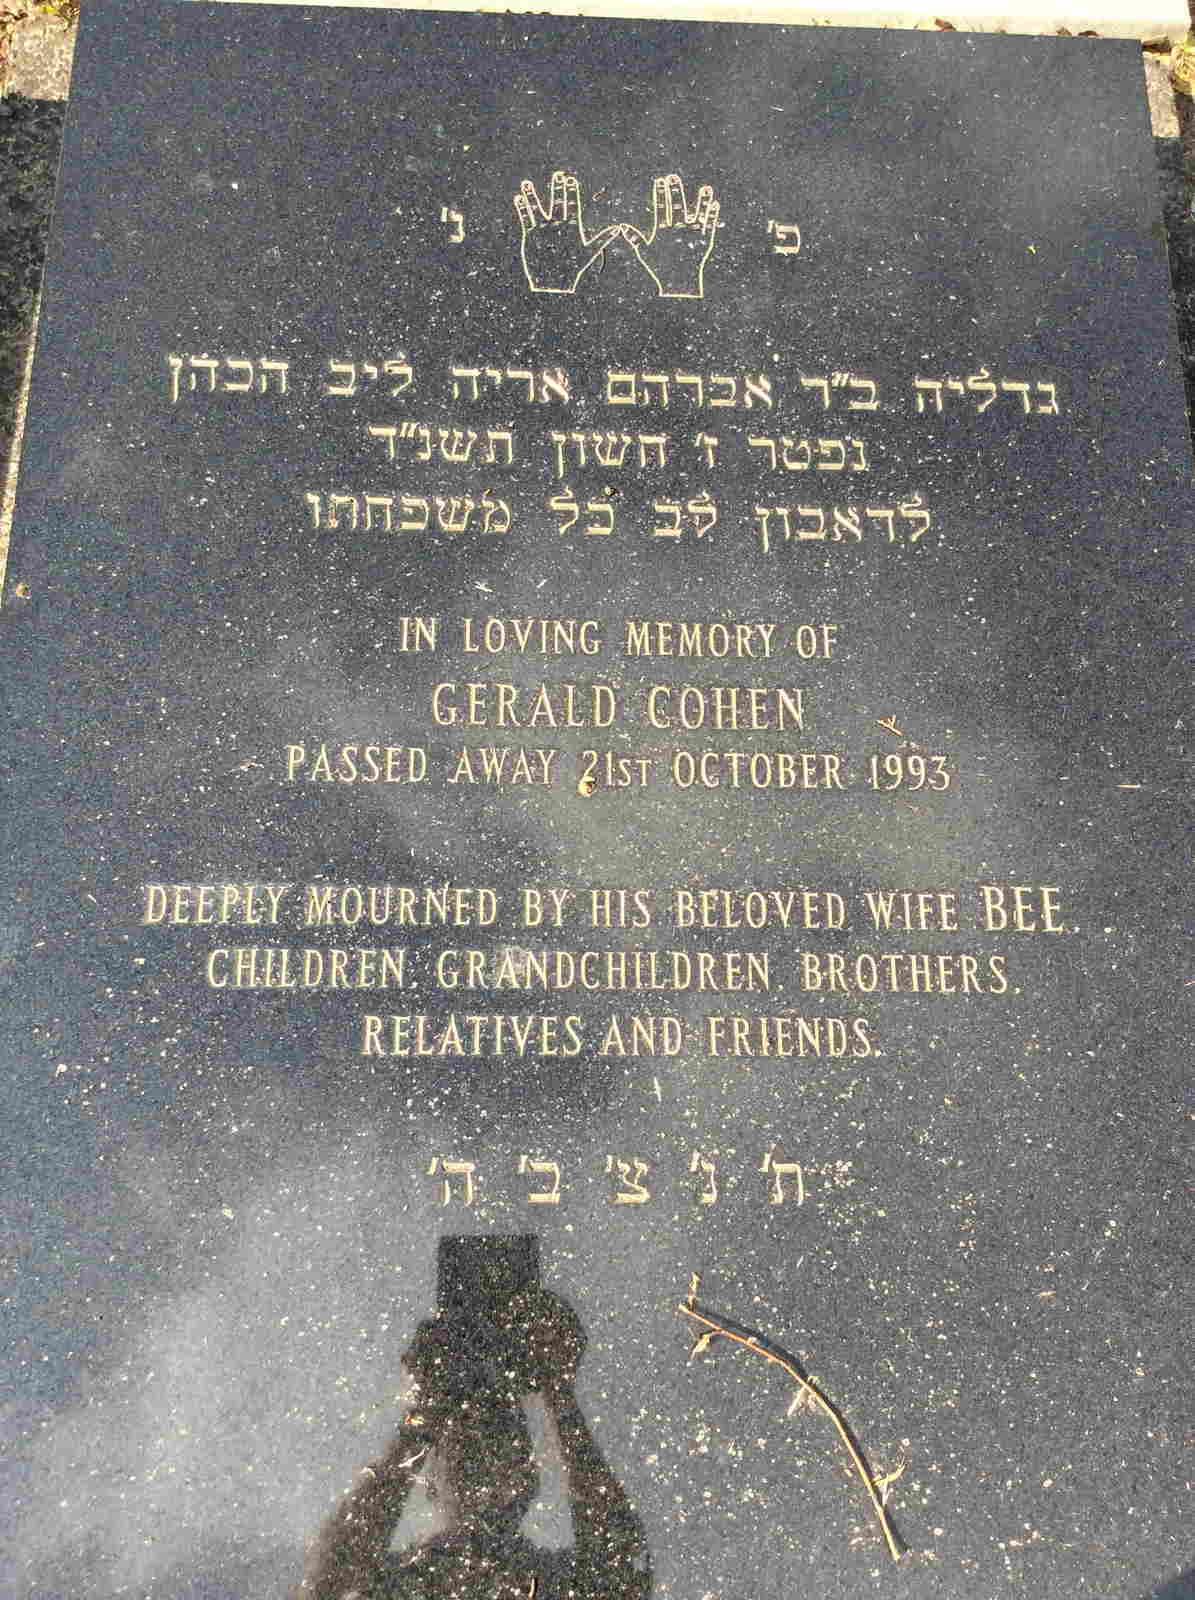 פ' נ'
גדליה ב"ר אברהם אריה ליב הכהן
נפטר ז' חשון תשנ"ד
לדאבון לב כל משפחתו
IN LOVING MEMORY OF
GERALD COHEN
PASSED AWAY 21ST OCTOBER 1993
DEEPLY MOURNED BY HIS BELOVED WIFE BEE,
CHILDREN, GRANDCHILDREN, BROTHERS,
RELATIVES AND FRIENDS.
ת' נ' צ' ב' ה'